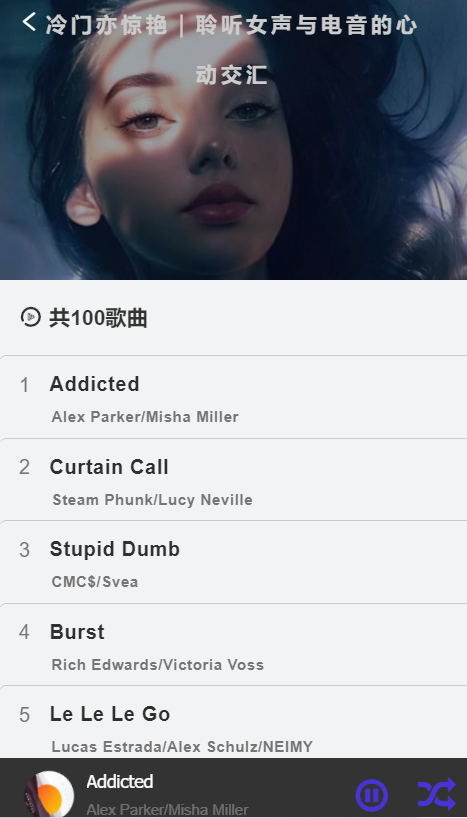 冷门亦惊艳｜聆听女声与电音的心
动交汇
共100歌曲
1 Addicted
Alex Parker/Misha Miller
2 Curtain Call
Steam Phunk/Lucy Neville
3 Stupid Dumb
CMC$/Svea
4 Burst
Rich Edwards/Victoria Voss
5 Le Le Le Go
Lucas Estrada/Alex Schulz/NEIMY
Addicted
Alex Parker/Misha Miller